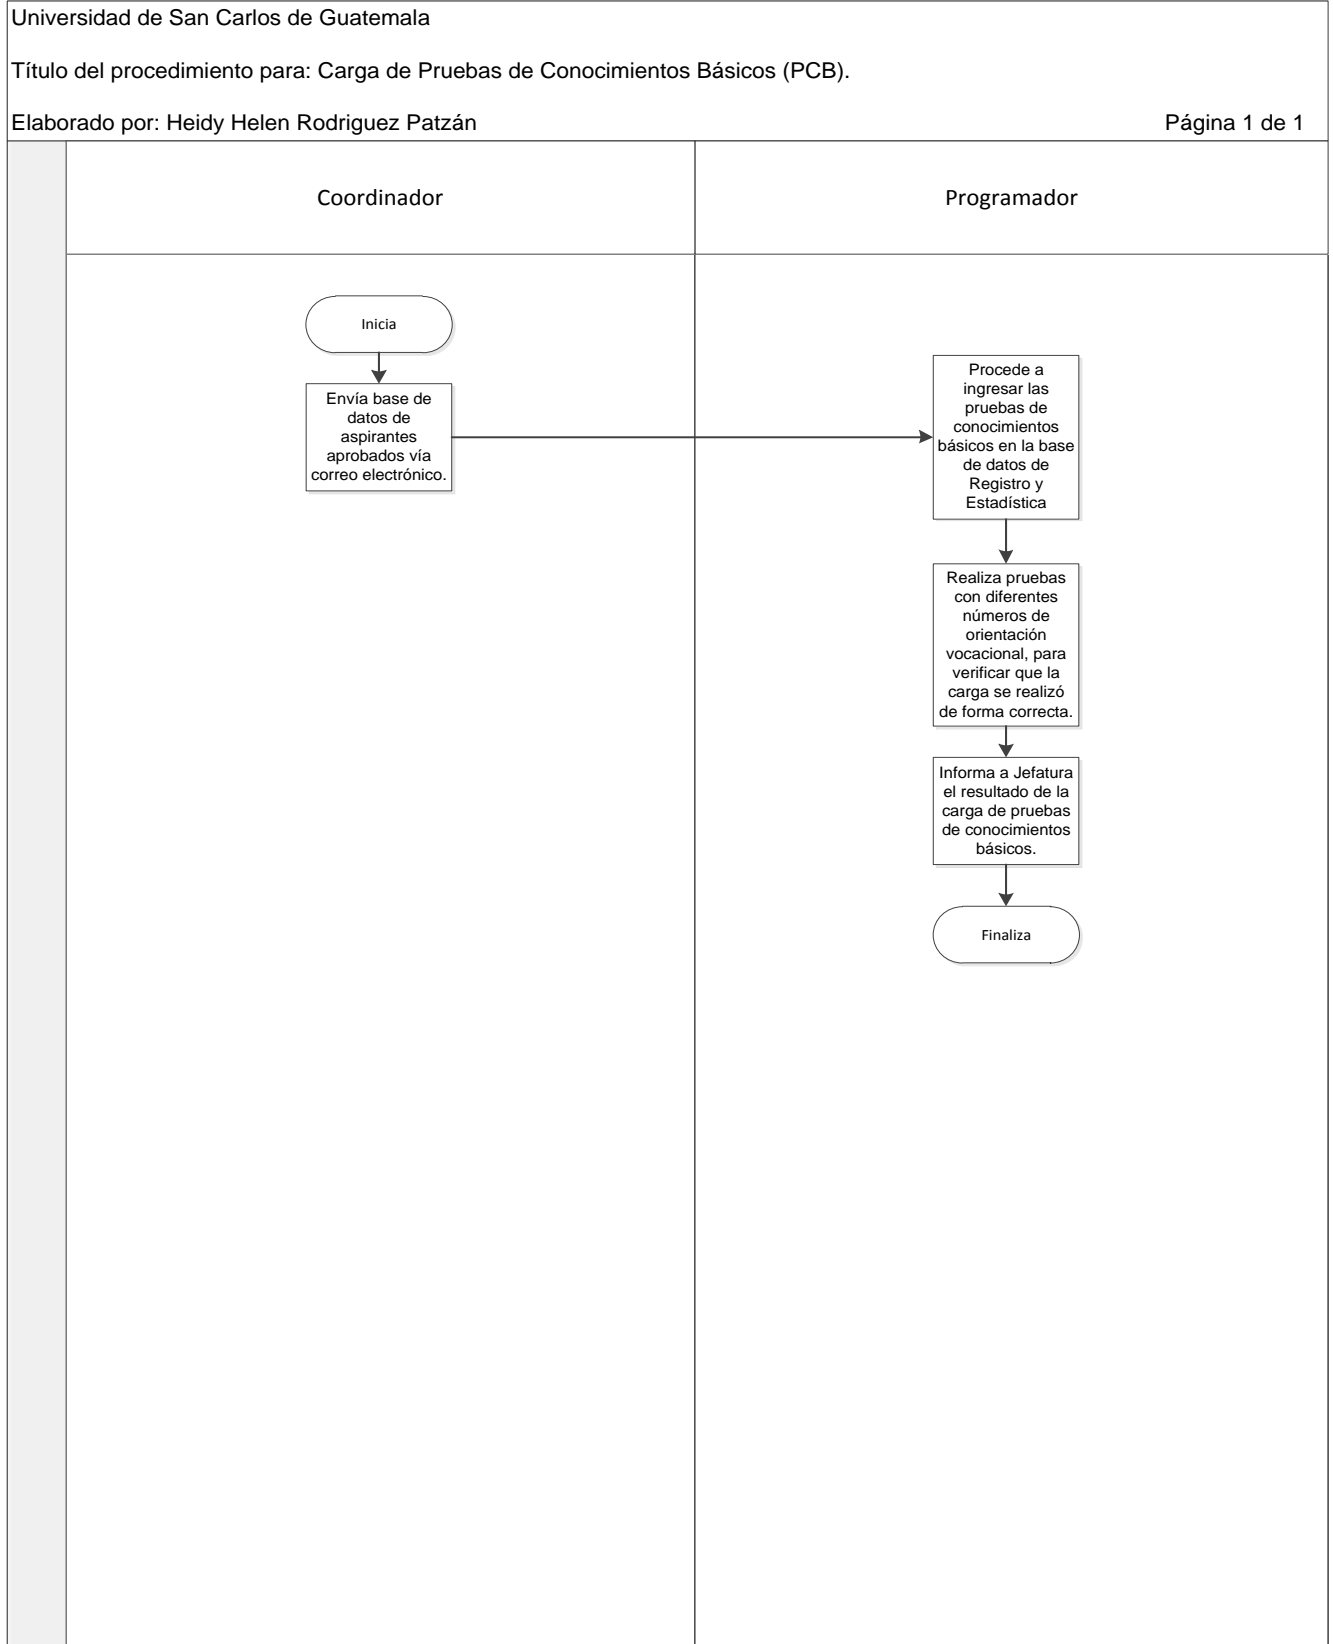 Universidad de San Carlos de Guatemala
Título del procedimiento para: Carga de Pruebas de Conocimientos Básicos (PCB).
Elaborado por: Heidy Helen Rodriguez Patzán
Página 1 de 1
Coordinador
Programador
Inicia
Envía base de
datos de
aspirantes
aprobados vía
correo electrónico.
Procede a
ingresar las
pruebas de
conocimientos
básicos en la base
de datos de
Registro y
Estadística
Realiza pruebas
con diferentes
números de
orientación
vocacional, para
verificar que la
carga se realizó
de forma correcta.
Informa a Jefatura
el resultado de la
carga de pruebas
de conocimientos
básicos.
Finaliza